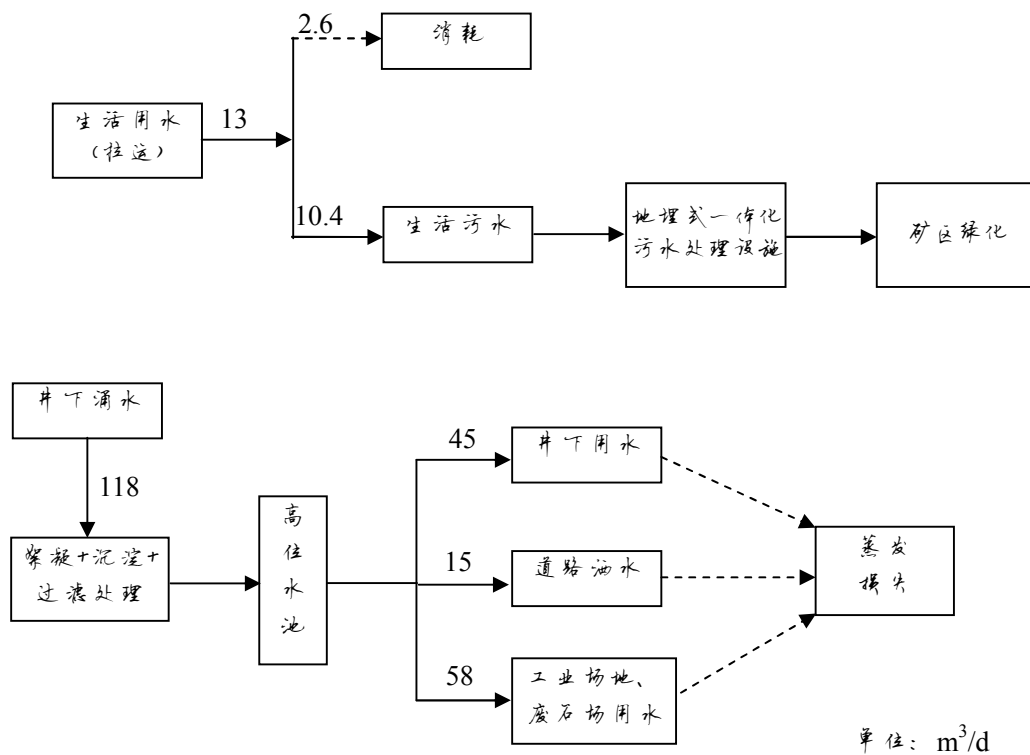 2.6
消耗
生活用水
(拉运)
13
10.4
生活污水
地埋式一体化
污水处理设施
矿区绿化
井下涌水
118
絮凝+沉淀+
过滤处理
高
位
水
池
45
井下用水
15
道路洒水
58
工业场地、
废石场用水
蒸发
损失
单位：m³/d